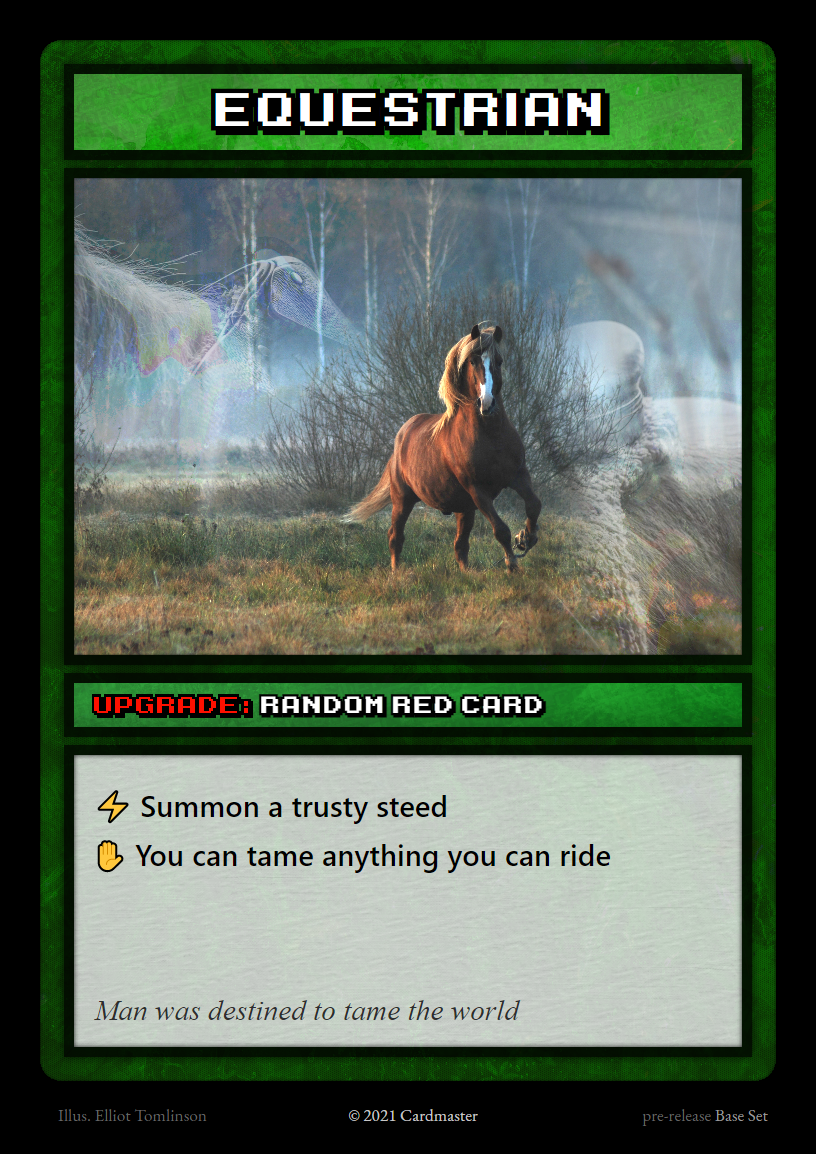 EQUESTRIAN
UPGRADE: RANDOM RED CARD
⚡ Summon a trusty steed
✋ You can tame anything you can ride
Man was destined to tame the world
Illus. Elliot Tomlinson © 2021 Cardmaster pre-release Base Set